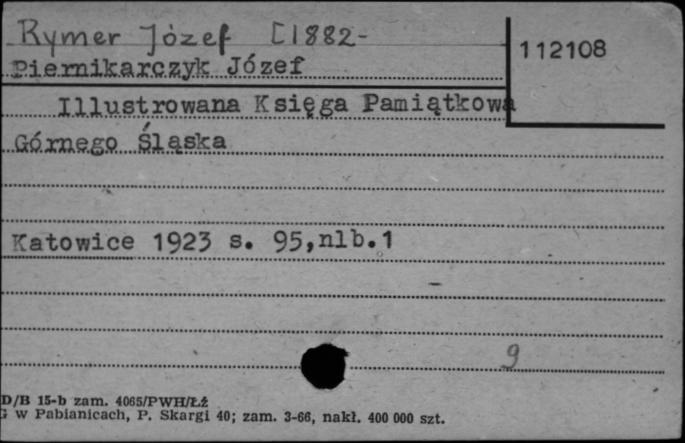 Rymer Józef [1882-
112108
Piernikarczyk Józef
Illustrowana Księga Pamiątkowa
Górnego Śląska
Katowice 1923 s. 95,nlb.1
9
D/B 15-b zam. 4065/PWH/Łż
G w Pabianicach, P. Skargi 40; zam. 3-66, nakł. 400 000 szt.